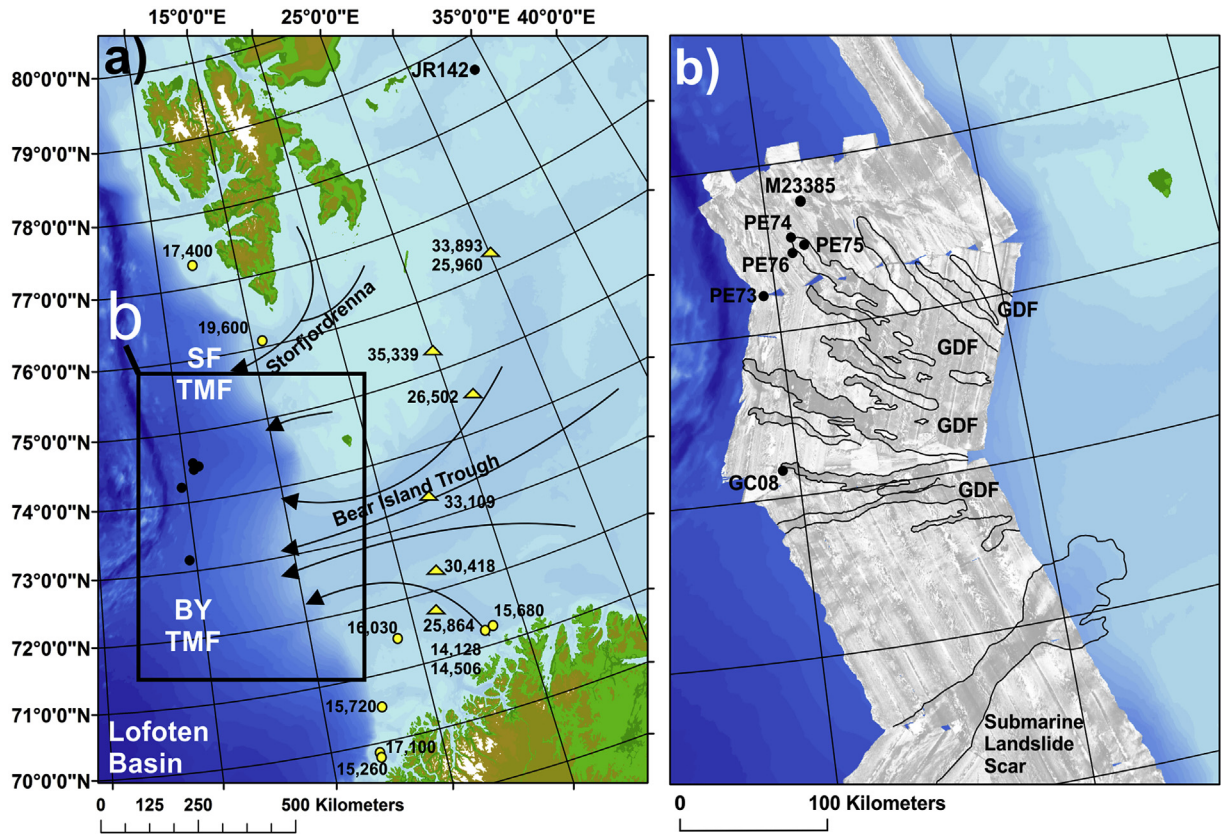 15°0'0"E
25°0'0"E
350'0"E
40°0'0"E
a)
80°0'0"N
79°0'0"N
78°0'0"N
77°0'0"N
76°0'0"N
75°0'0"N
74°0'0"N
73°0'0"N
72°0'0"N
71°0'0"N
70°0'0"N
JR142
17,400
33,893
25,960
b
19,600
Storfjordrenna
SF
TMF
35,339
26,502
Bear Island Trough
33,109
30,418
BY
TMF
15,680
16,030
25,864
14,128
14,506
15,720
17,100
15,260
Lofoten
Basin
0 125 250 500 Kilometers
b)
M23385
PE74
PE75
PE76
PE73
GDF
GDF
GDF
GC08
GDF
Submarine
Landslide
Scar
0 100 Kilometers